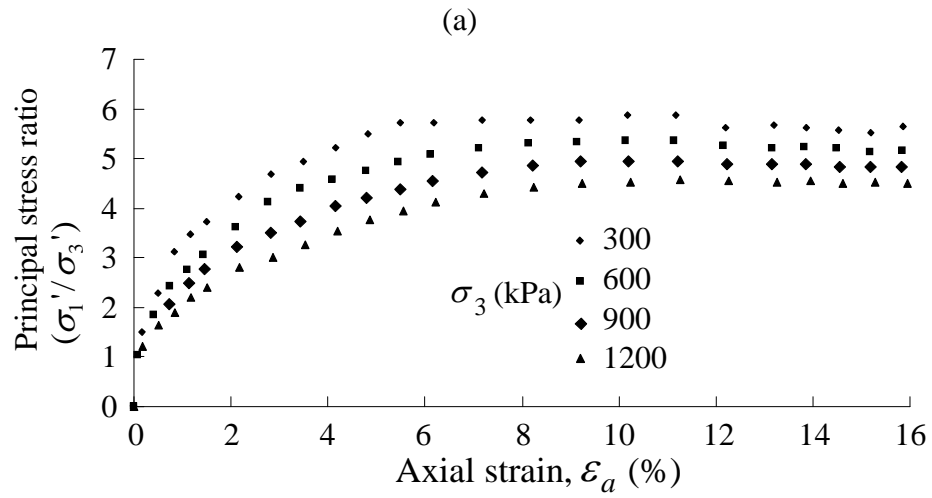 (a)
Principal stress ratio
(σ₁'/σ₃')
7
6
5
4
3
2
1
0
σ₃ (kPa)
300
600
900
1200
0 2 4 6 8 10 12 14 16
Axial strain, εₐ (%)